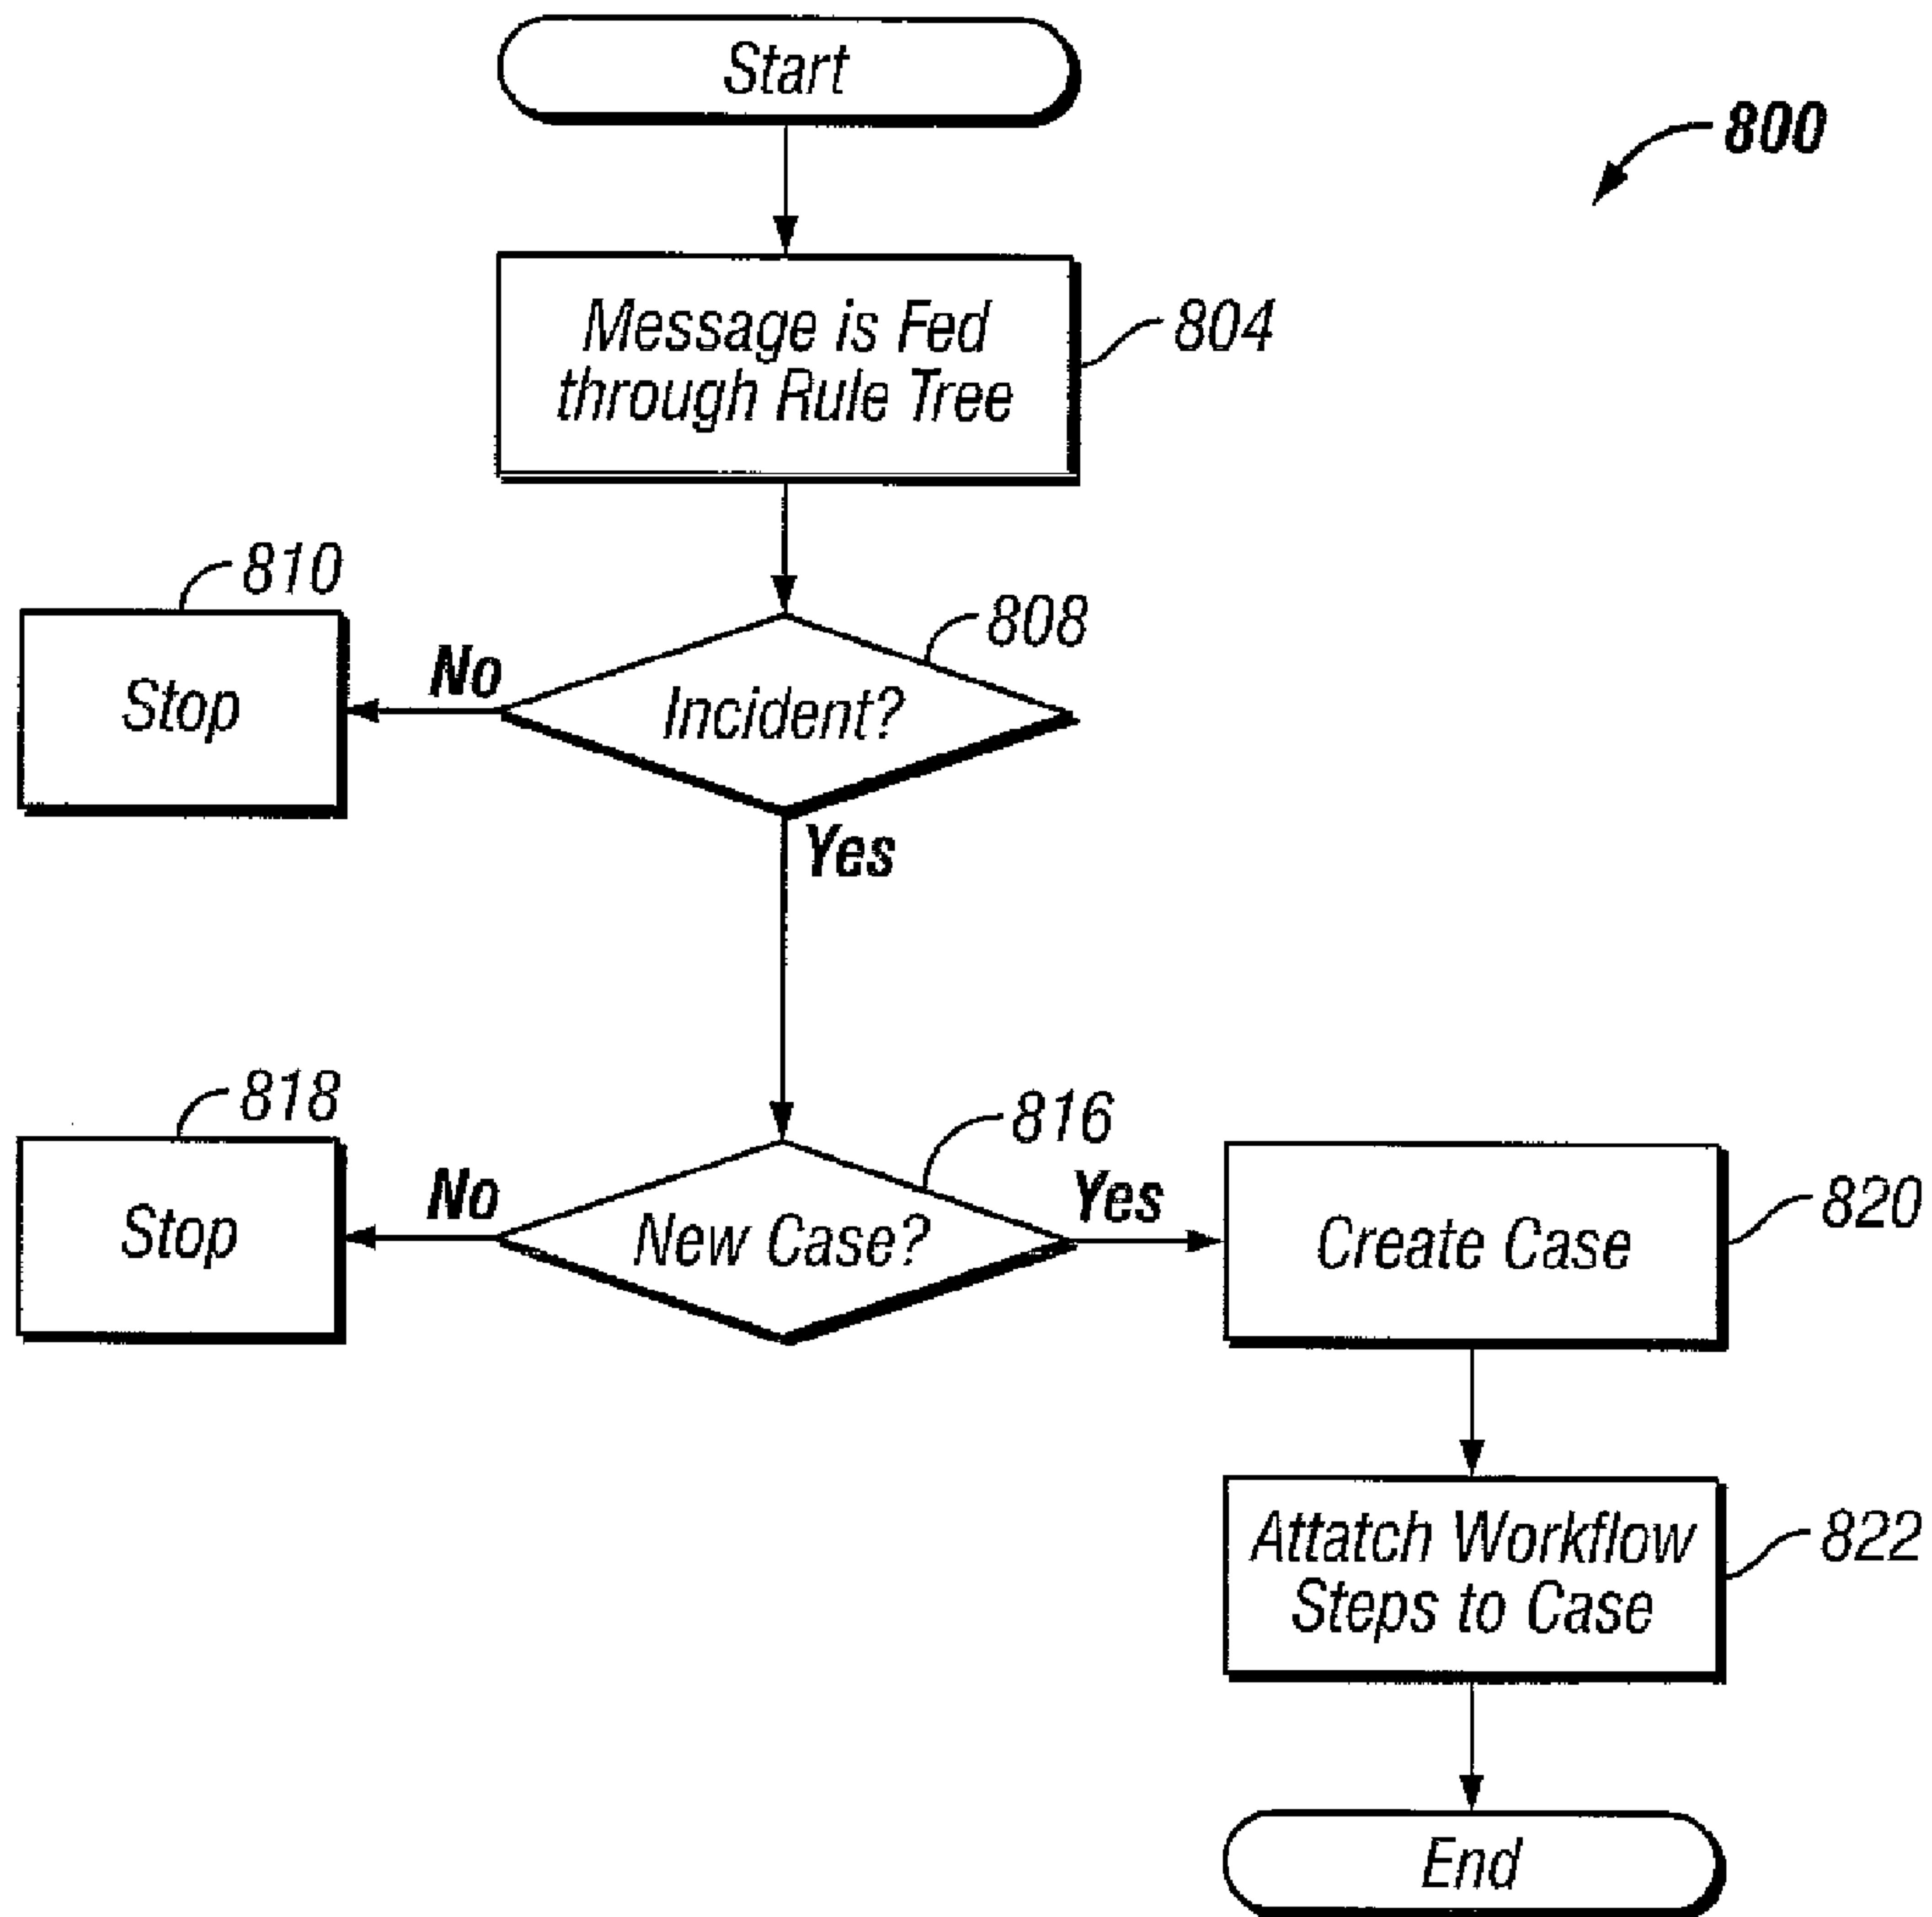 Start
800
Message is Fed
through Rule Tree
804
810
808
Stop
No
Incident?
Yes
818
816
Stop
No
New Case?
Yes
Create Case
820
Attatch Workflow
Steps to Case
822
End